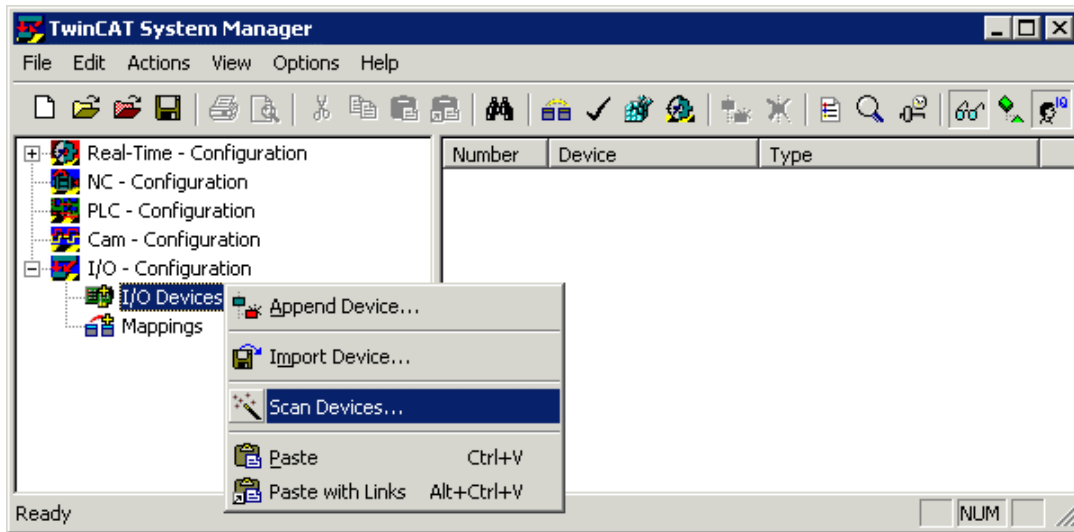 TwinCAT System Manager
File Edit Actions View Options Help
Real-Time - Configuration
NC - Configuration
PLC - Configuration
Cam - Configuration
I/O - Configuration
I/O Devices
Mappings
Number Device Type
Append Device...
Import Device...
Scan Devices...
Paste Ctrl+V
Paste with Links Alt+Ctrl+V
Ready NUM